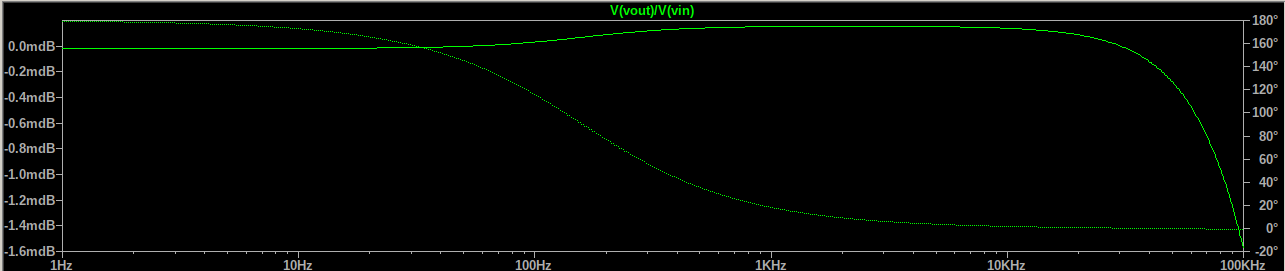 V(vout)/V(vin)
180°
0.0mdB 160°
-0.2mdB 140°
-0.4mdB 120°
-0.6mdB 100°
-0.8mdB 80°
-1.0mdB 60°
-1.2mdB 40°
-1.4mdB 20°
0°
-1.6mdB -20°
1Hz 10Hz 100Hz 1KHz 10KHz 100KHz